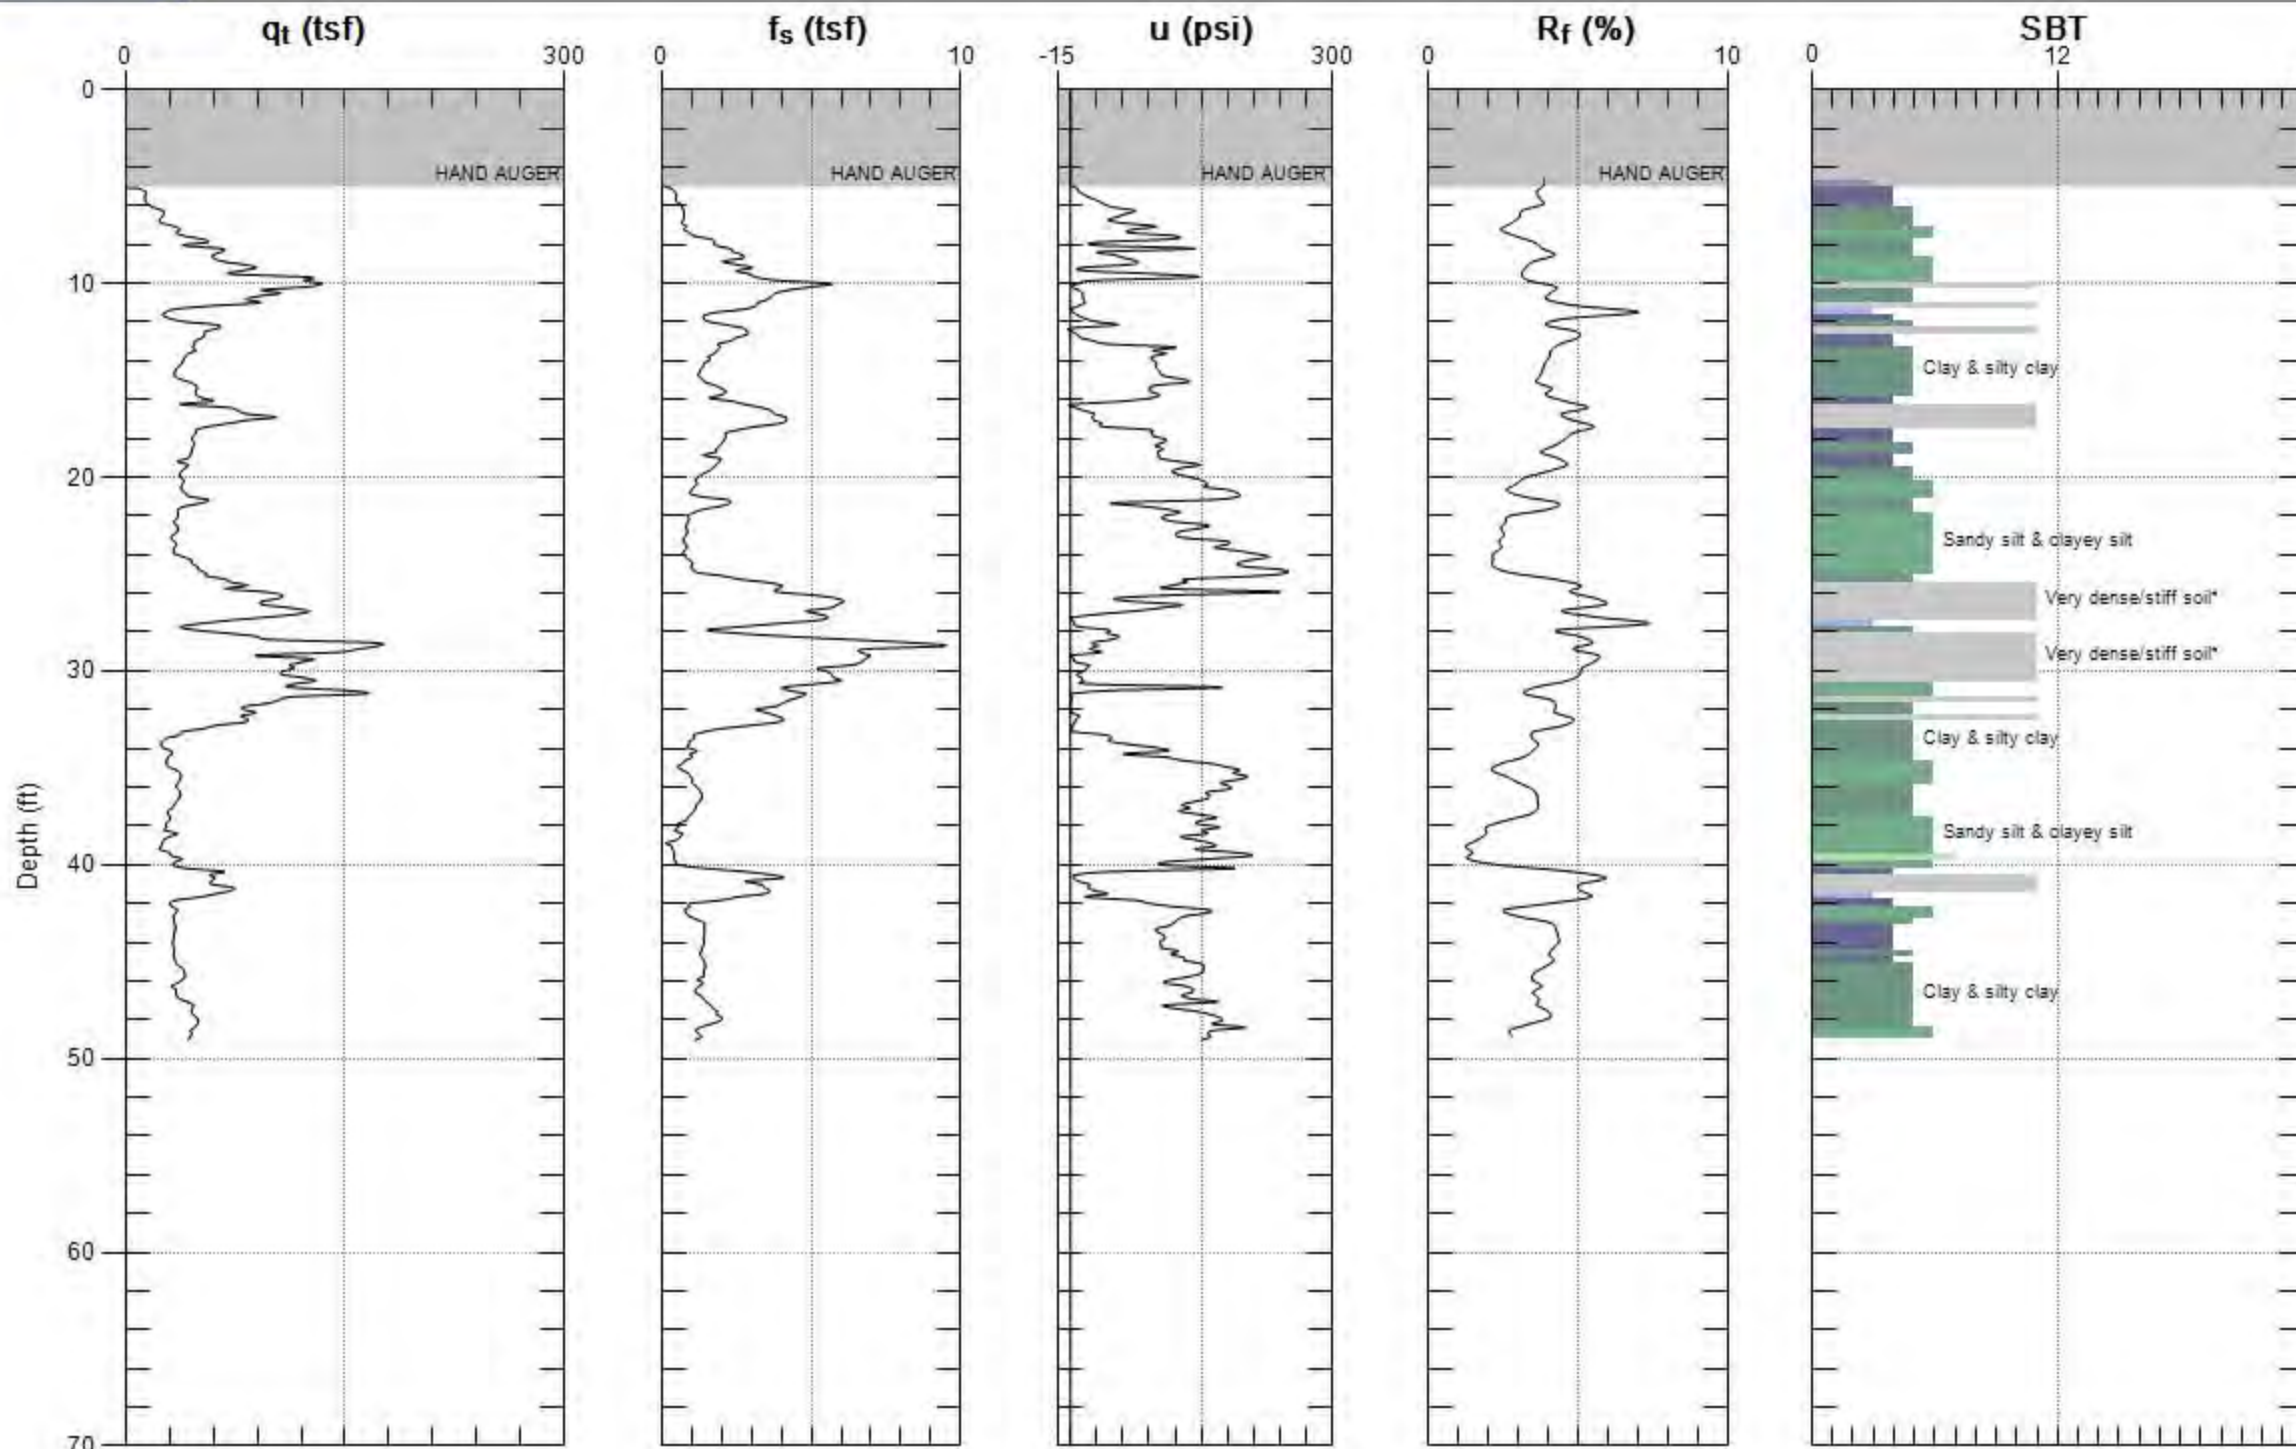 qt (tsf) fs (tsf) u (psi) Rf (%) SBT
0 300 0 10 -15 300 0 10 0 12
0
HAND AUGER HAND AUGER HAND AUGER HAND AUGER
10
Clay & silty clay
20
Sandy silt & clayey silt
Very dense/stiff soil*
Very dense/stiff soil*
30
Clay & silty clay
Sandy silt & clayey silt
40
Depth (ft)
Clay & silty clay
50
60
70